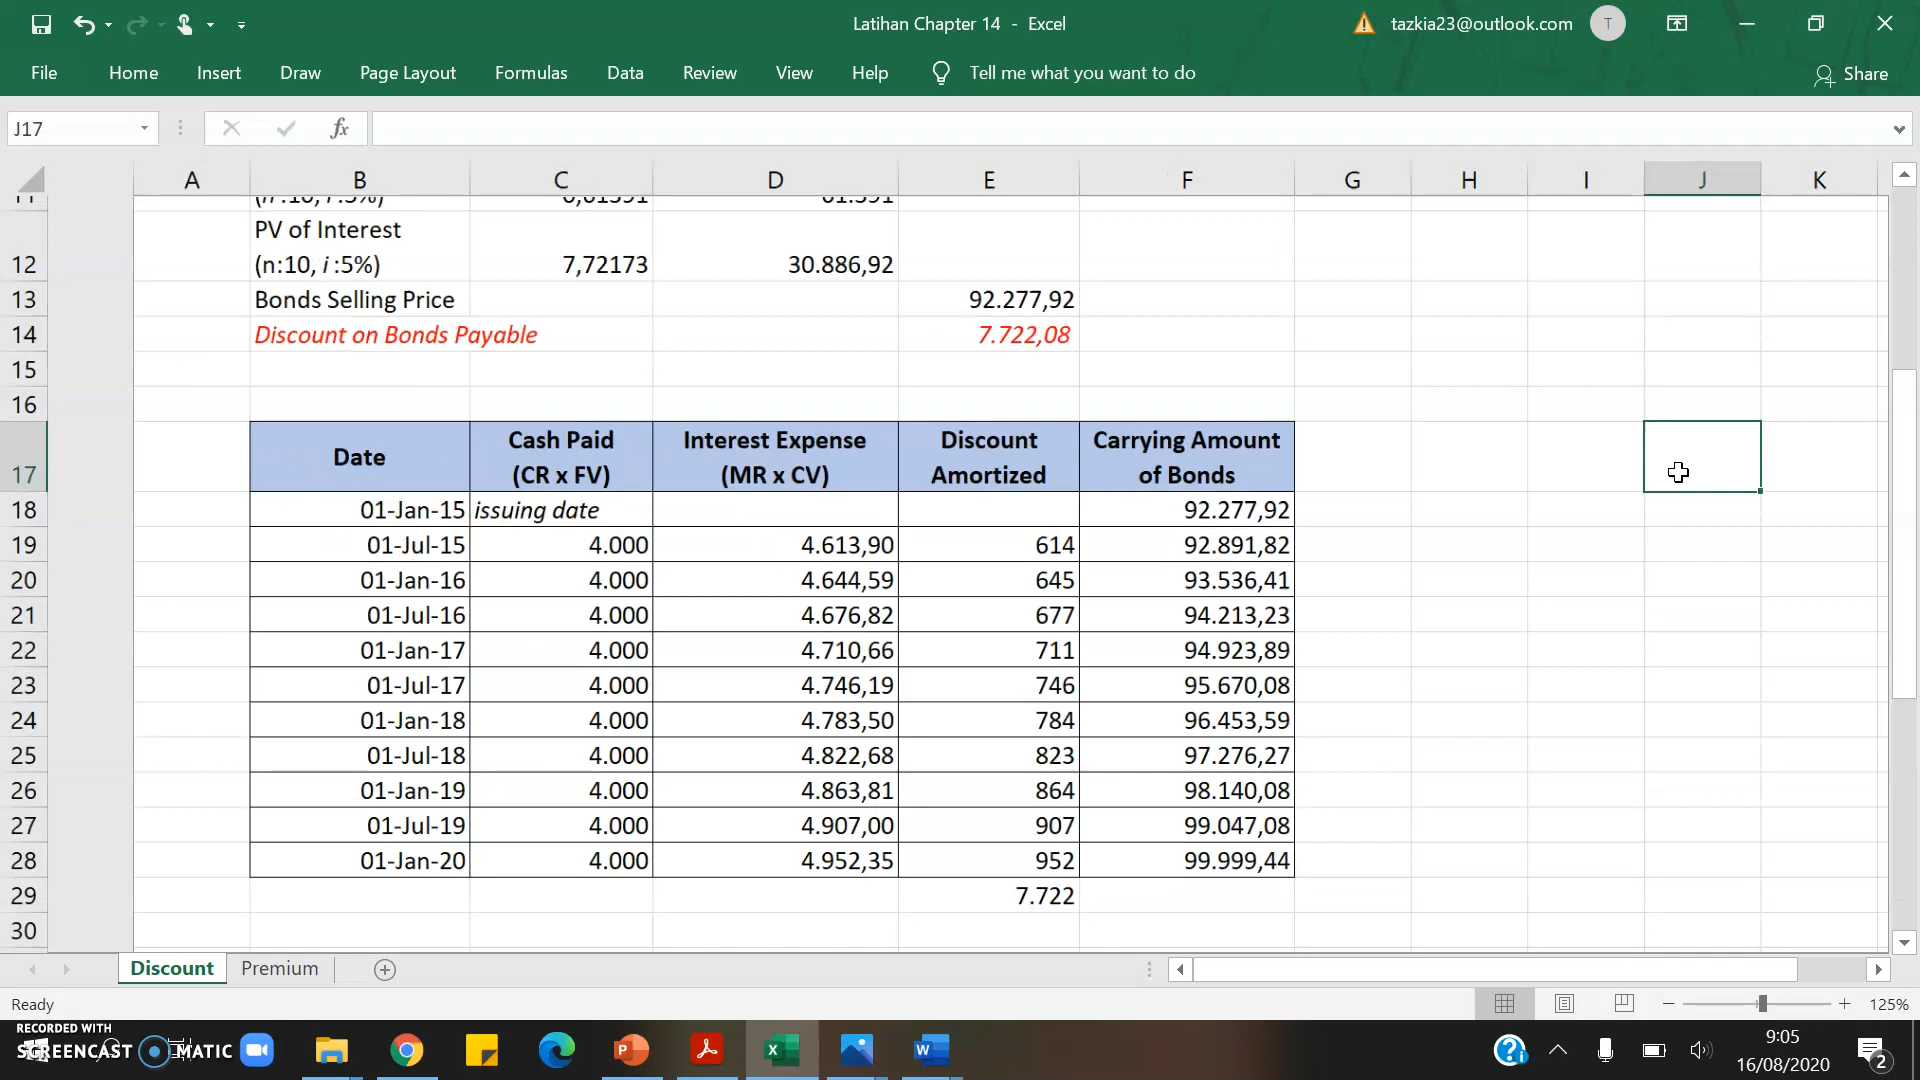 Latihan Chapter 14 - Excel
tazkia23@outlook.com
T
File Home Insert Draw Page Layout Formulas Data Review View Help Tell me what you want to do
Share
J17
fx
A B C D E F G H I J K
PV of Interest
12 (n:10, i :5%) 7,72173 30.886,92
13 Bonds Selling Price 92.277,92
14 Discount on Bonds Payable 7.722,08
15
16
Date Cash Paid Interest Expense Discount Carrying Amount
17 (CR x FV) (MR x CV) Amortized of Bonds
18 01-Jan-15 issuing date 92.277,92
19 01-Jul-15 4.000 4.613,90 614 92.891,82
20 01-Jan-16 4.000 4.644,59 645 93.536,41
21 01-Jul-16 4.000 4.676,82 677 94.213,23
22 01-Jan-17 4.000 4.710,66 711 94.923,89
23 01-Jul-17 4.000 4.746,19 746 95.670,08
24 01-Jan-18 4.000 4.783,50 784 96.453,59
25 01-Jul-18 4.000 4.822,68 823 97.276,27
26 01-Jan-19 4.000 4.863,81 864 98.140,08
27 01-Jul-19 4.000 4.907,00 907 99.047,08
28 01-Jan-20 4.000 4.952,35 952 99.999,44
29 7.722
30
Discount Premium
Ready
125%
RECORDED WITH
SCREENCAST MATIC
9:05
16/08/2020
2